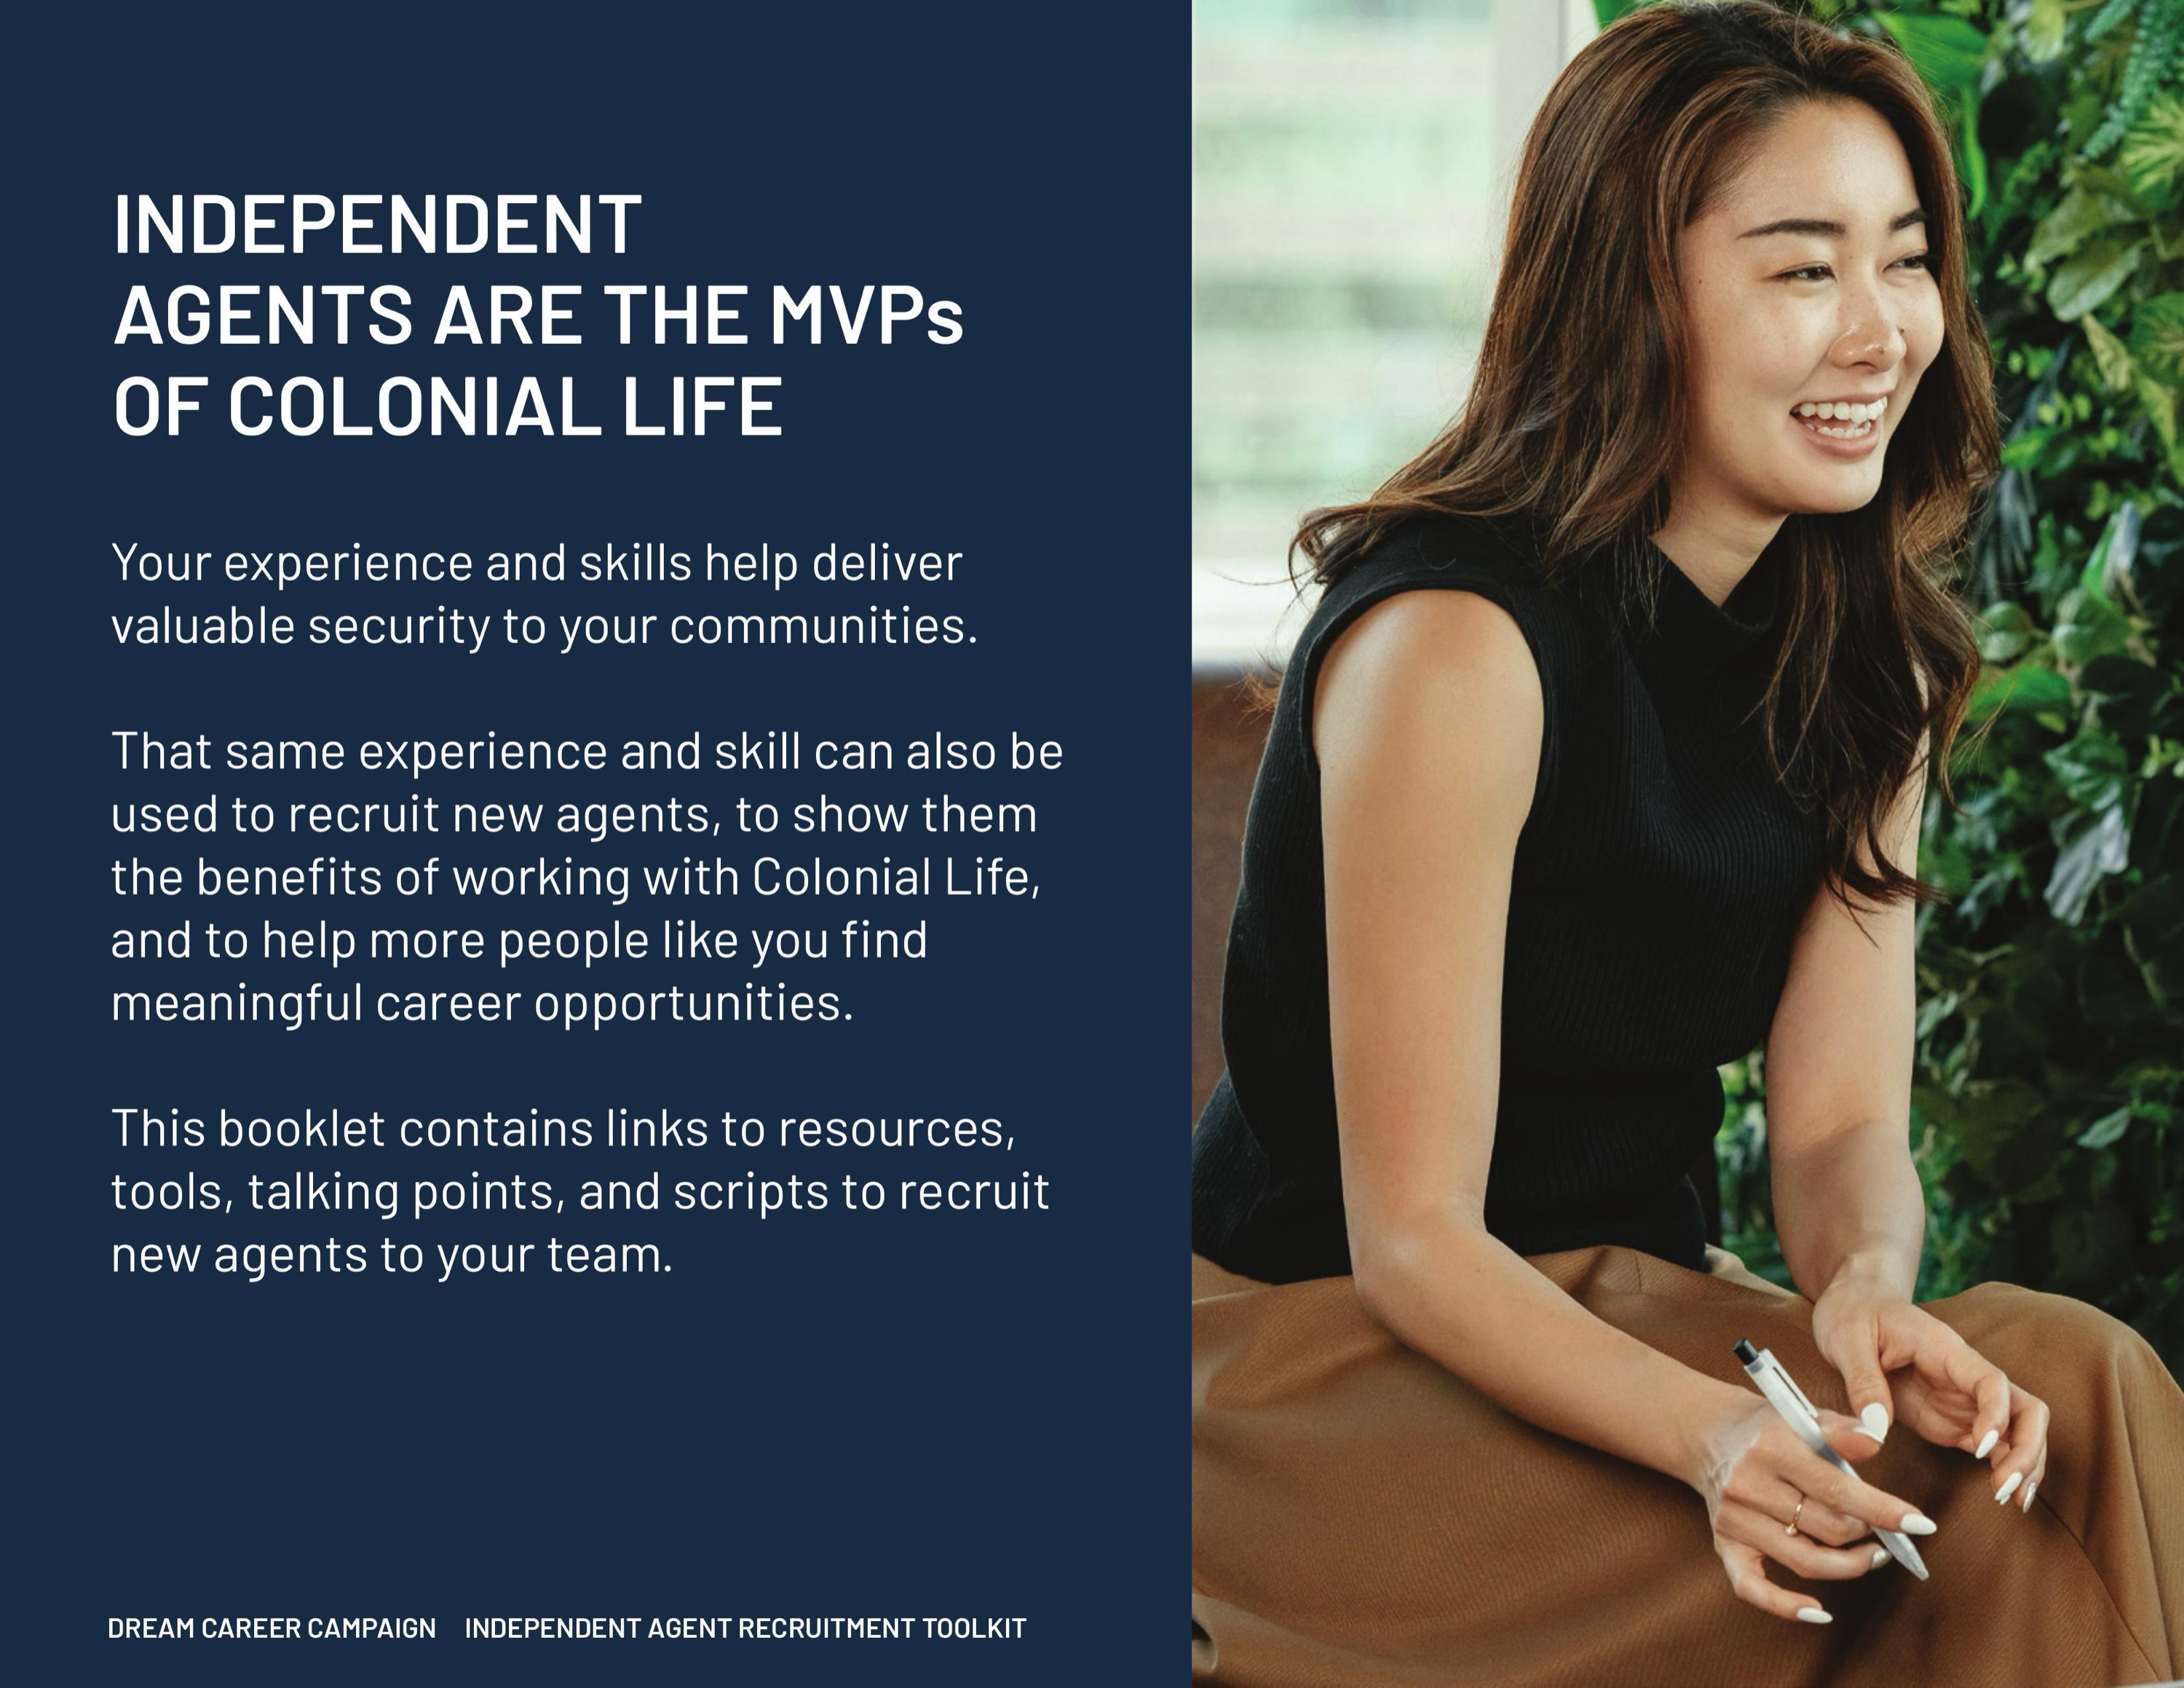 INDEPENDENT
AGENTS ARE THE MVPs
OF COLONIAL LIFE
Your experience and skills help deliver
valuable security to your communities.
That same experience and skill can also be
used to recruit new agents, to show them
the benefits of working with Colonial Life,
and to help more people like you find
meaningful career opportunities.
This booklet contains links to resources,
tools, talking points, and scripts to recruit
new agents to your team.
DREAM CAREER CAMPAIGN INDEPENDENT AGENT RECRUITMENT TOOLKIT